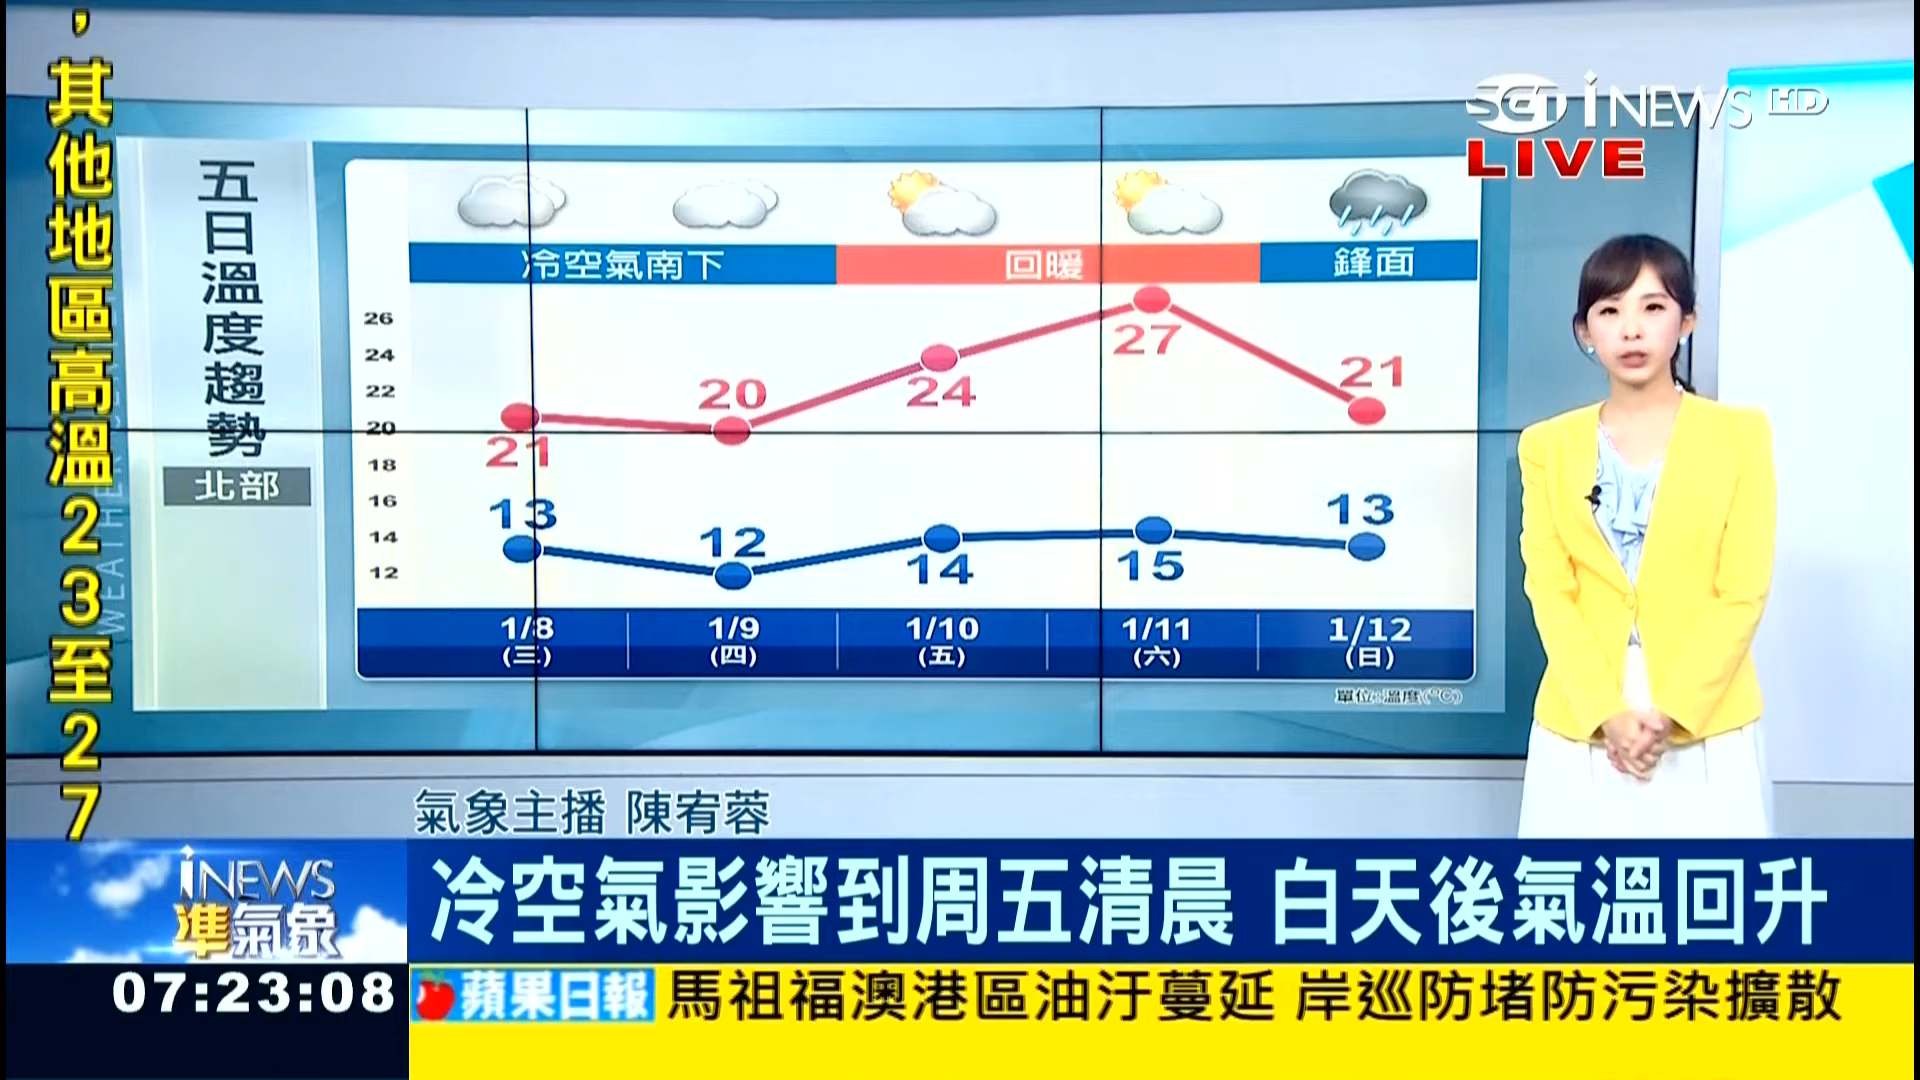 ，其他地區高溫23至27
SET iNEWS HD
LIVE
五日溫度趨勢
北部
冷空氣南下
回暖
鋒面
26
24
22
20
18
16
14
12
21
20
24
27
21
13
12
14
15
13
1/8
(三)
1/9
(四)
1/10
(五)
1/11
(六)
1/12
(日)
單位:溫度(°C)
氣象主播 陳宥蓉
iNEWS
準氣象
冷空氣影響到周五清晨 白天後氣溫回升
07:23:08
蘋果日報 馬祖福澳港區油汙蔓延 岸巡防堵防污染擴散